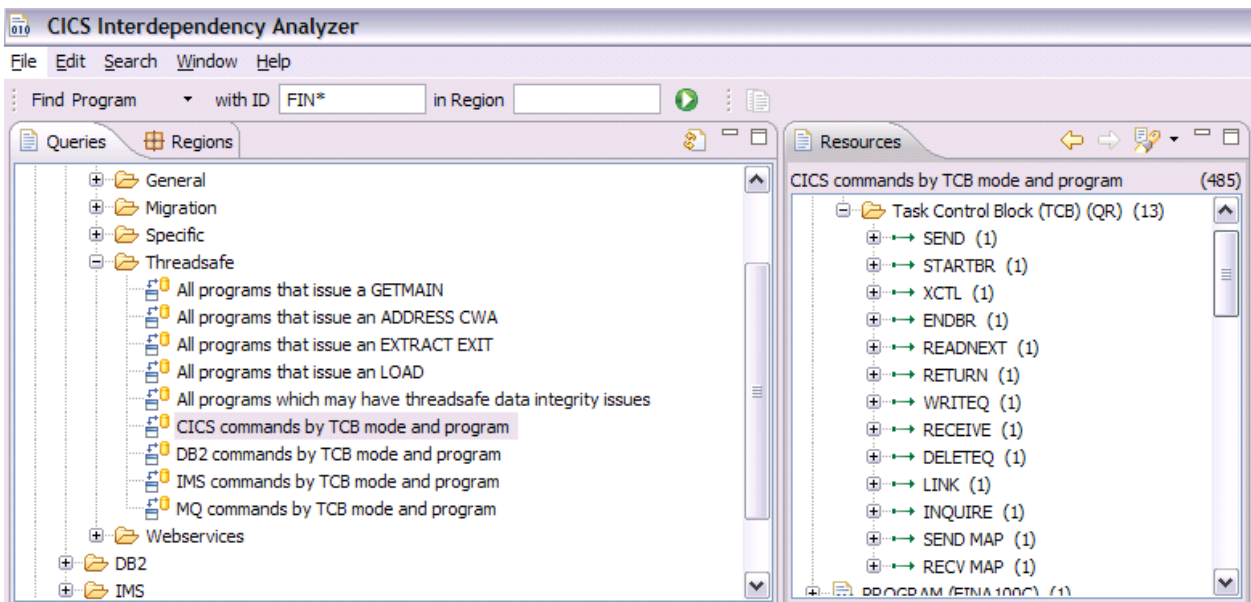 CICS Interdependency Analyzer
File Edit Search Window Help
Find Program with ID FIN* in Region
Queries Regions
General
Migration
Specific
Threadsafe
All programs that issue a GETMAIN
All programs that issue an ADDRESS CWA
All programs that issue an EXTRACT EXIT
All programs that issue an LOAD
All programs which may have threadsafe data integrity issues
CICS commands by TCB mode and program
DB2 commands by TCB mode and program
IMS commands by TCB mode and program
MQ commands by TCB mode and program
Webservices
DB2
IMS
Resources
CICS commands by TCB mode and program (485)
Task Control Block (TCB) (QR) (13)
SEND (1)
STARTBR (1)
XCTL (1)
ENDBR (1)
READNEXT (1)
RETURN (1)
WRITEQ (1)
RECEIVE (1)
DELETEQ (1)
LINK (1)
INQUIRE (1)
SEND MAP (1)
RECV MAP (1)
PROGRAM (FINA100C) (1)